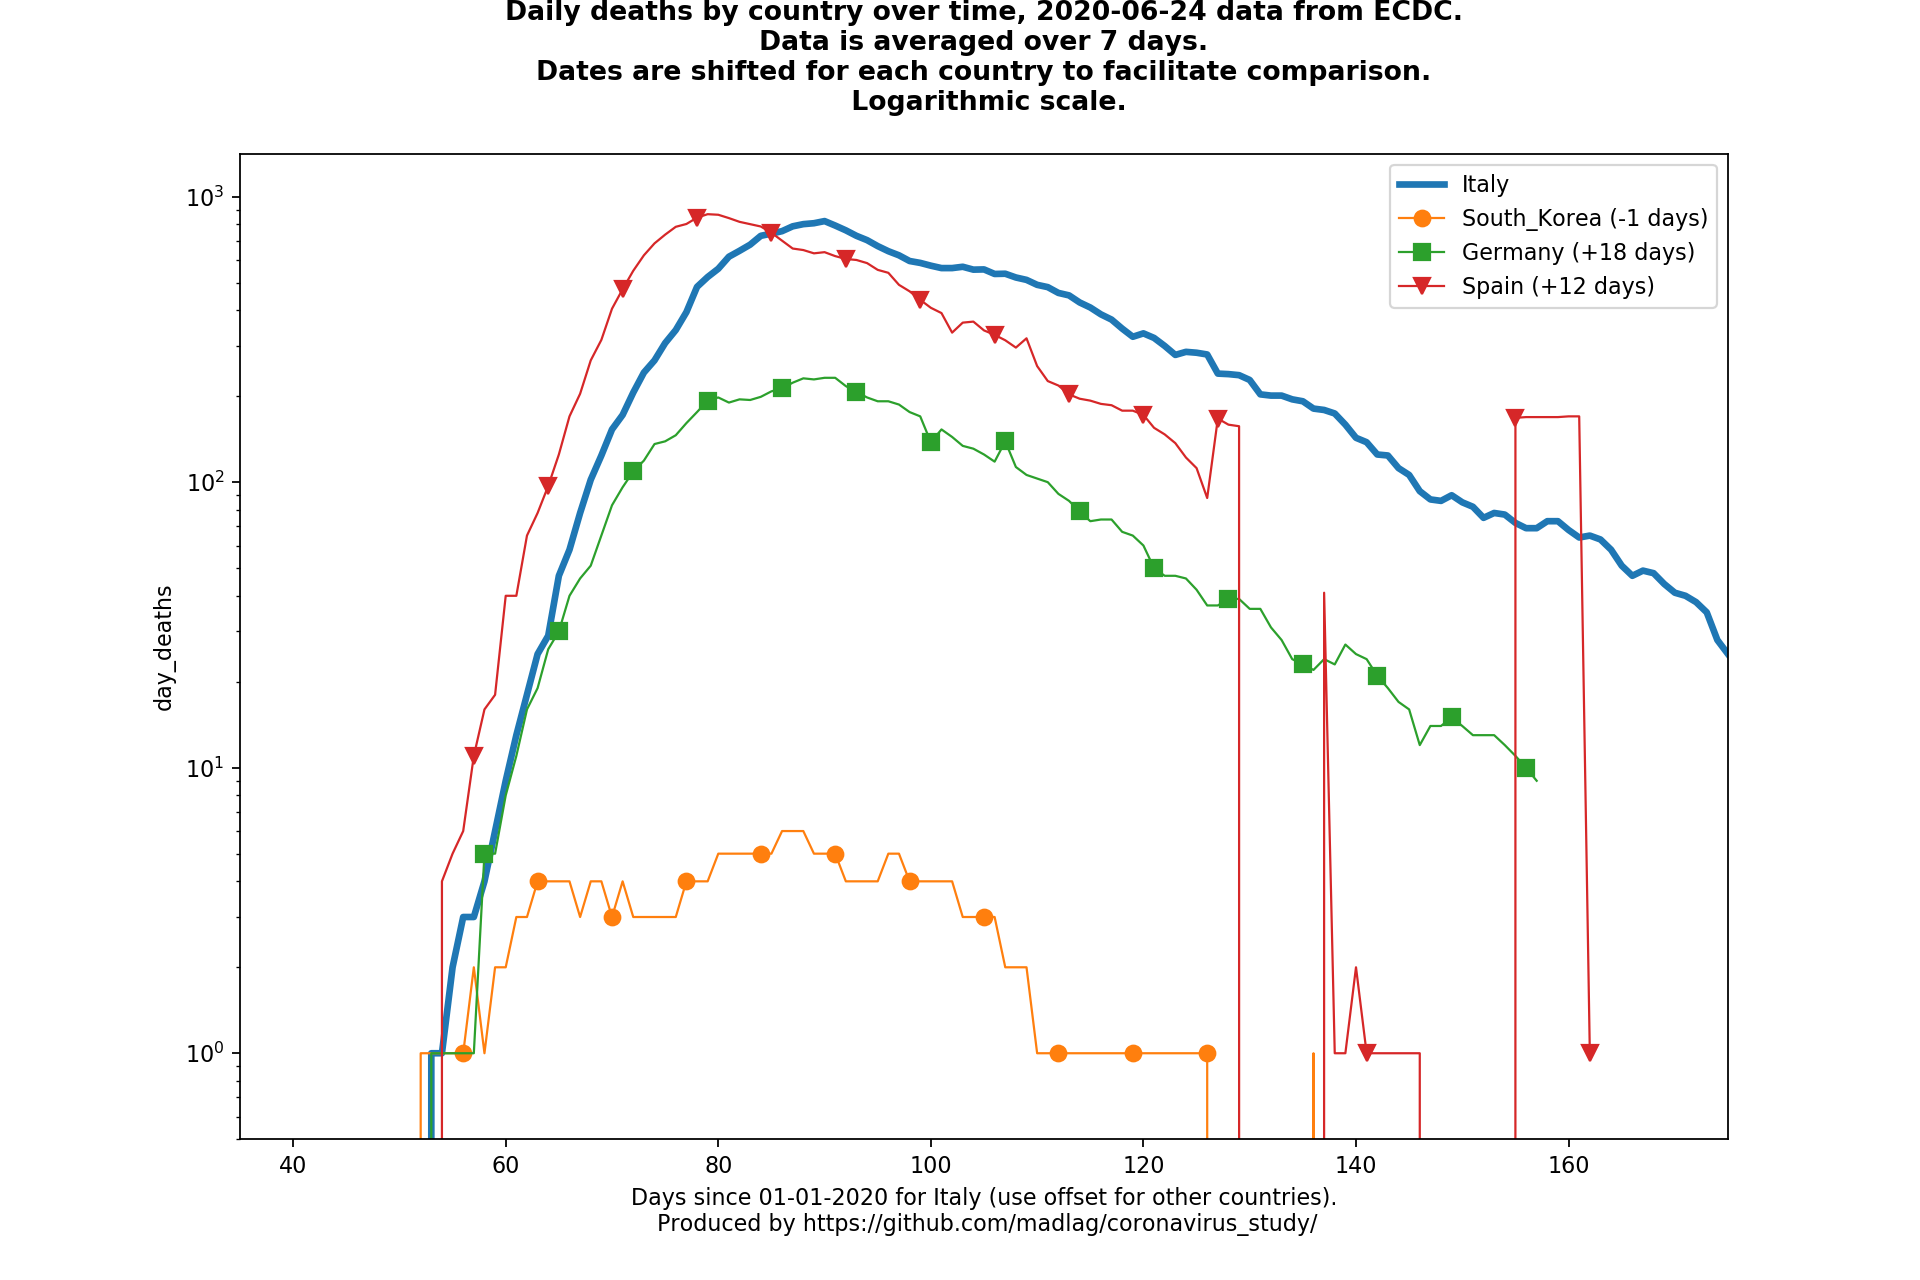 Daily deaths by country over time, 2020-06-24 data from ECDC.
Data is averaged over 7 days.
Dates are shifted for each country to facilitate comparison.
Logarithmic scale.
10³
10²
10¹
10⁰
day_deaths
Italy
South_Korea (-1 days)
Germany (+18 days)
Spain (+12 days)
40 60 80 100 120 140 160
Days since 01-01-2020 for Italy (use offset for other countries).
Produced by https://github.com/madlag/coronavirus_study/